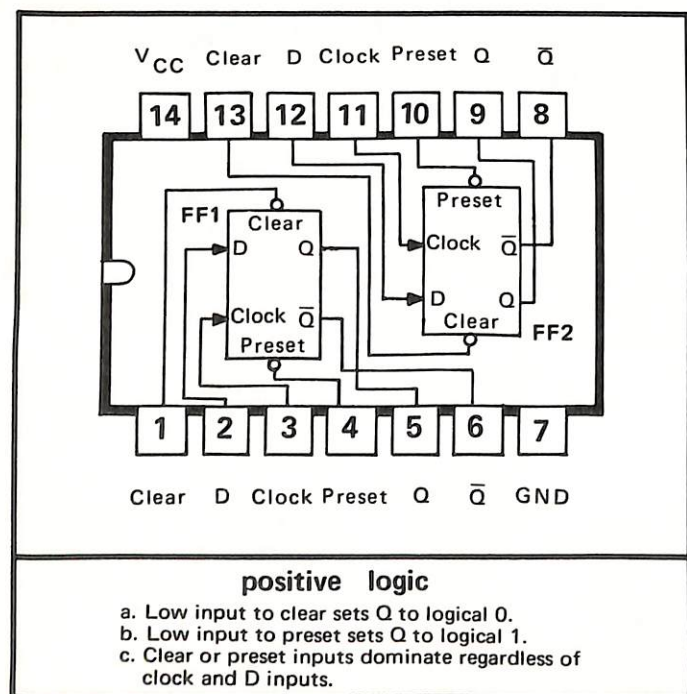 V CC Clear D Clock Preset Q Q̅
14 13 12 11 10 9 8
Preset
FF1
Clear
D Q
Clock Q̅
D Q
Clear
Clock Q̅
Preset
FF2
1 2 3 4 5 6 7
Clear D Clock Preset Q Q̅ GND
positive logic
a. Low input to clear sets Q to logical 0.
b. Low input to preset sets Q to logical 1.
c. Clear or preset inputs dominate regardless of
clock and D inputs.